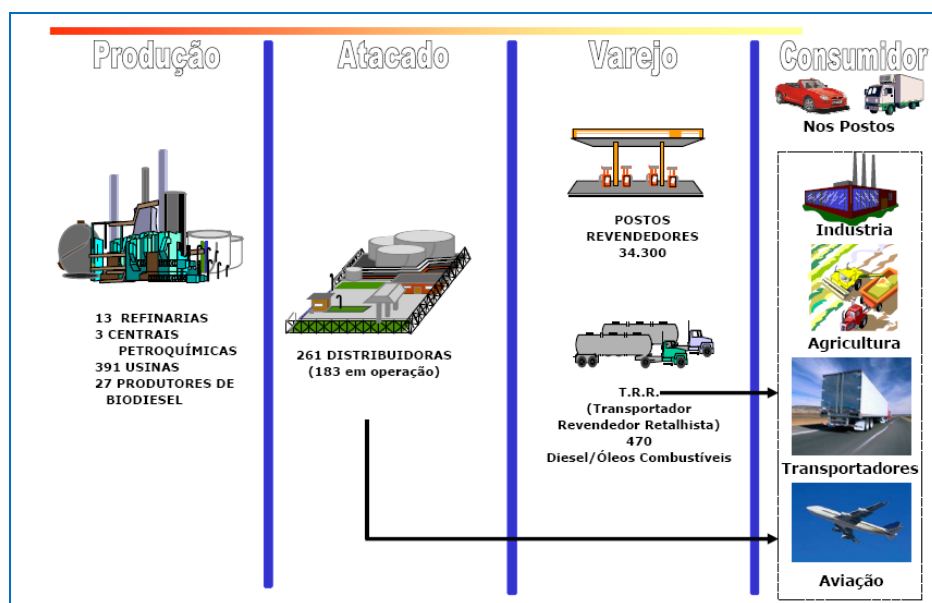 Produção
Atacado
Varejo
Consumidor
Nos Postos
POSTOS
REVENDEDORES
34.300
Industria
13 REFINARIAS
3 CENTRAIS
PETROQUÍMICAS
391 USINAS
27 PRODUTORES DE
BIODIESEL
261 DISTRIBUIDORAS
(183 em operação)
Agricultura
T.R.R.
(Transportador
Revendedor Retalhista)
470
Diesel/Óleos Combustíveis
Transportadores
Aviação